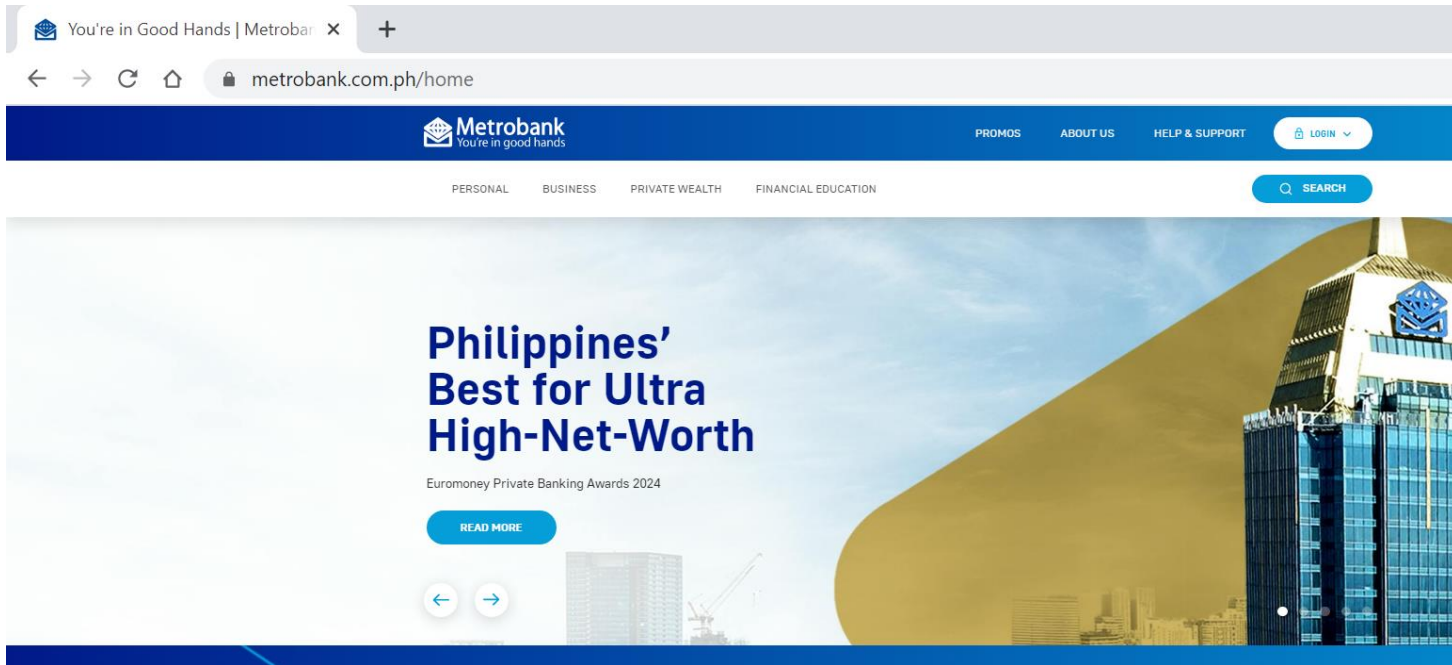 You're in Good Hands | Metroban
metrobank.com.ph/home
Metrobank
You're in good hands
PROMOS ABOUT US HELP & SUPPORT LOGIN
PERSONAL BUSINESS PRIVATE WEALTH FINANCIAL EDUCATION SEARCH
Philippines'
Best for Ultra
High-Net-Worth
Euromoney Private Banking Awards 2024
READ MORE